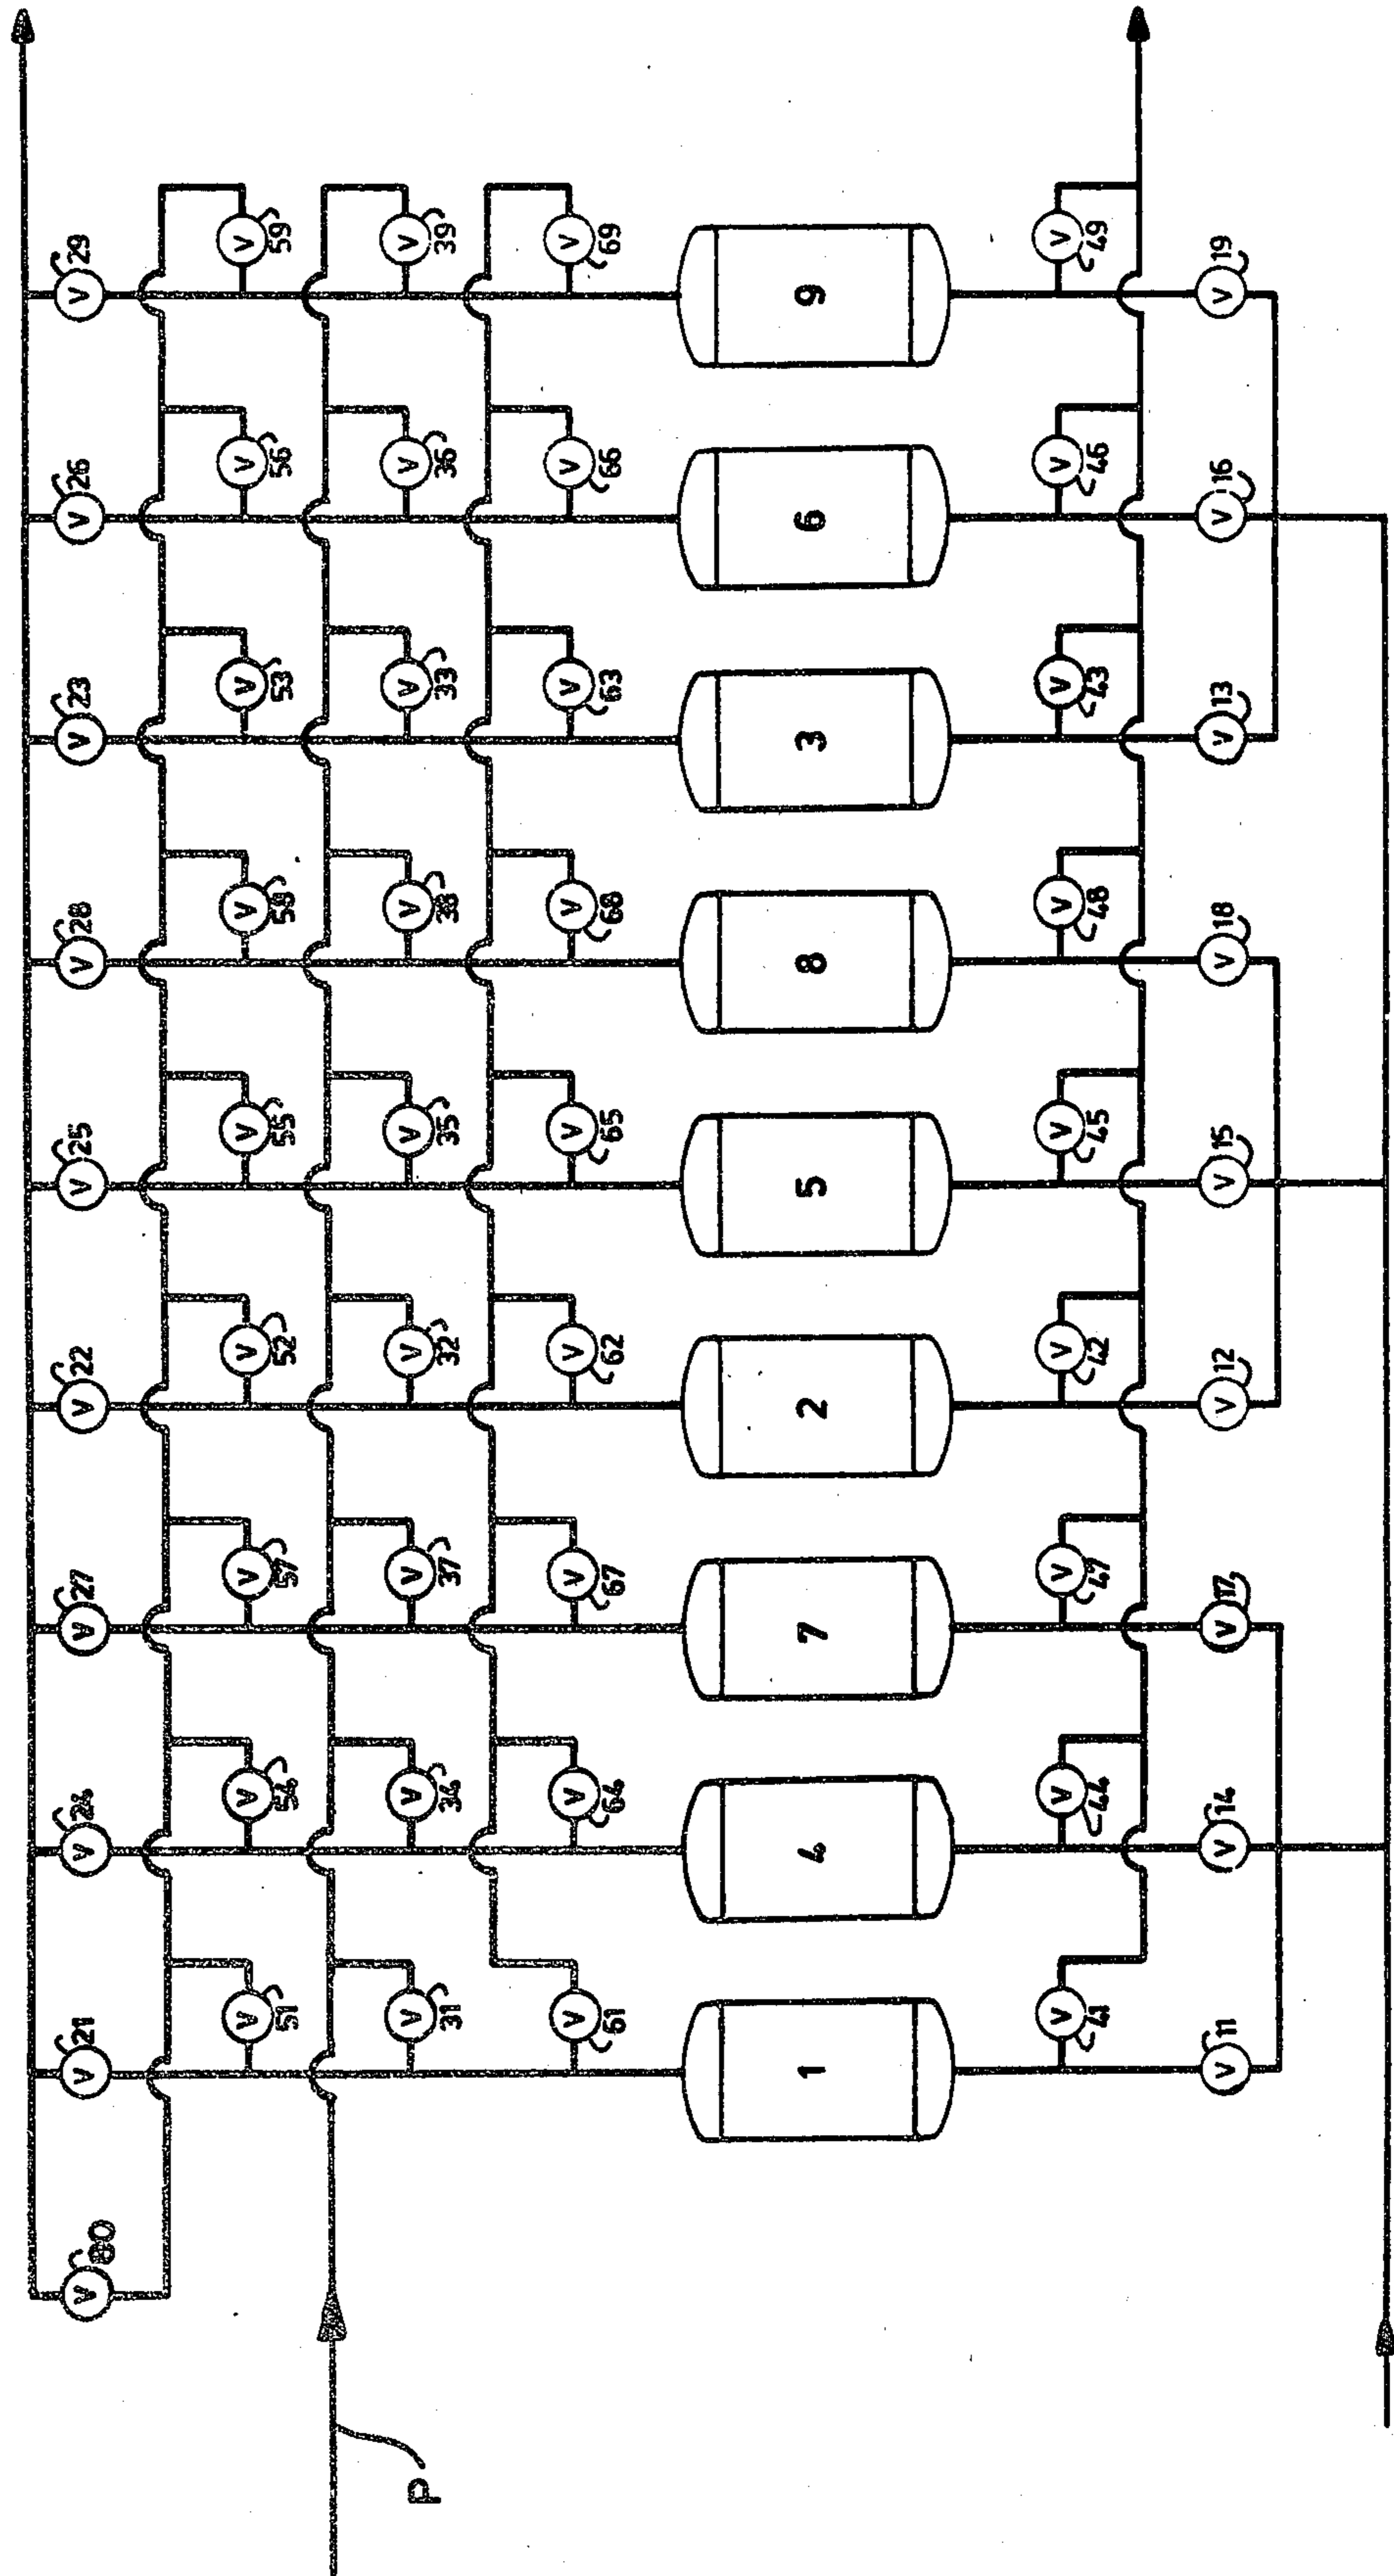 V 80 V 21 V 24 V 27 V 22 V 25 V 28 V 23 V 26 V 29
V V V V V V V V V
51 54 57 52 55 58 53 56 59
P
V V V V V V V V V
31 34 37 32 35 38 33 36 39
V V V V V V V V V
61 64 67 62 65 68 63 66 69
1 4 7 2 5 8 3 6 9
V V V V V V V V V
41 44 47 42 45 48 43 46 49
V 11 V 14 V 17 V 12 V 15 V 18 V 13 V 16 V 19